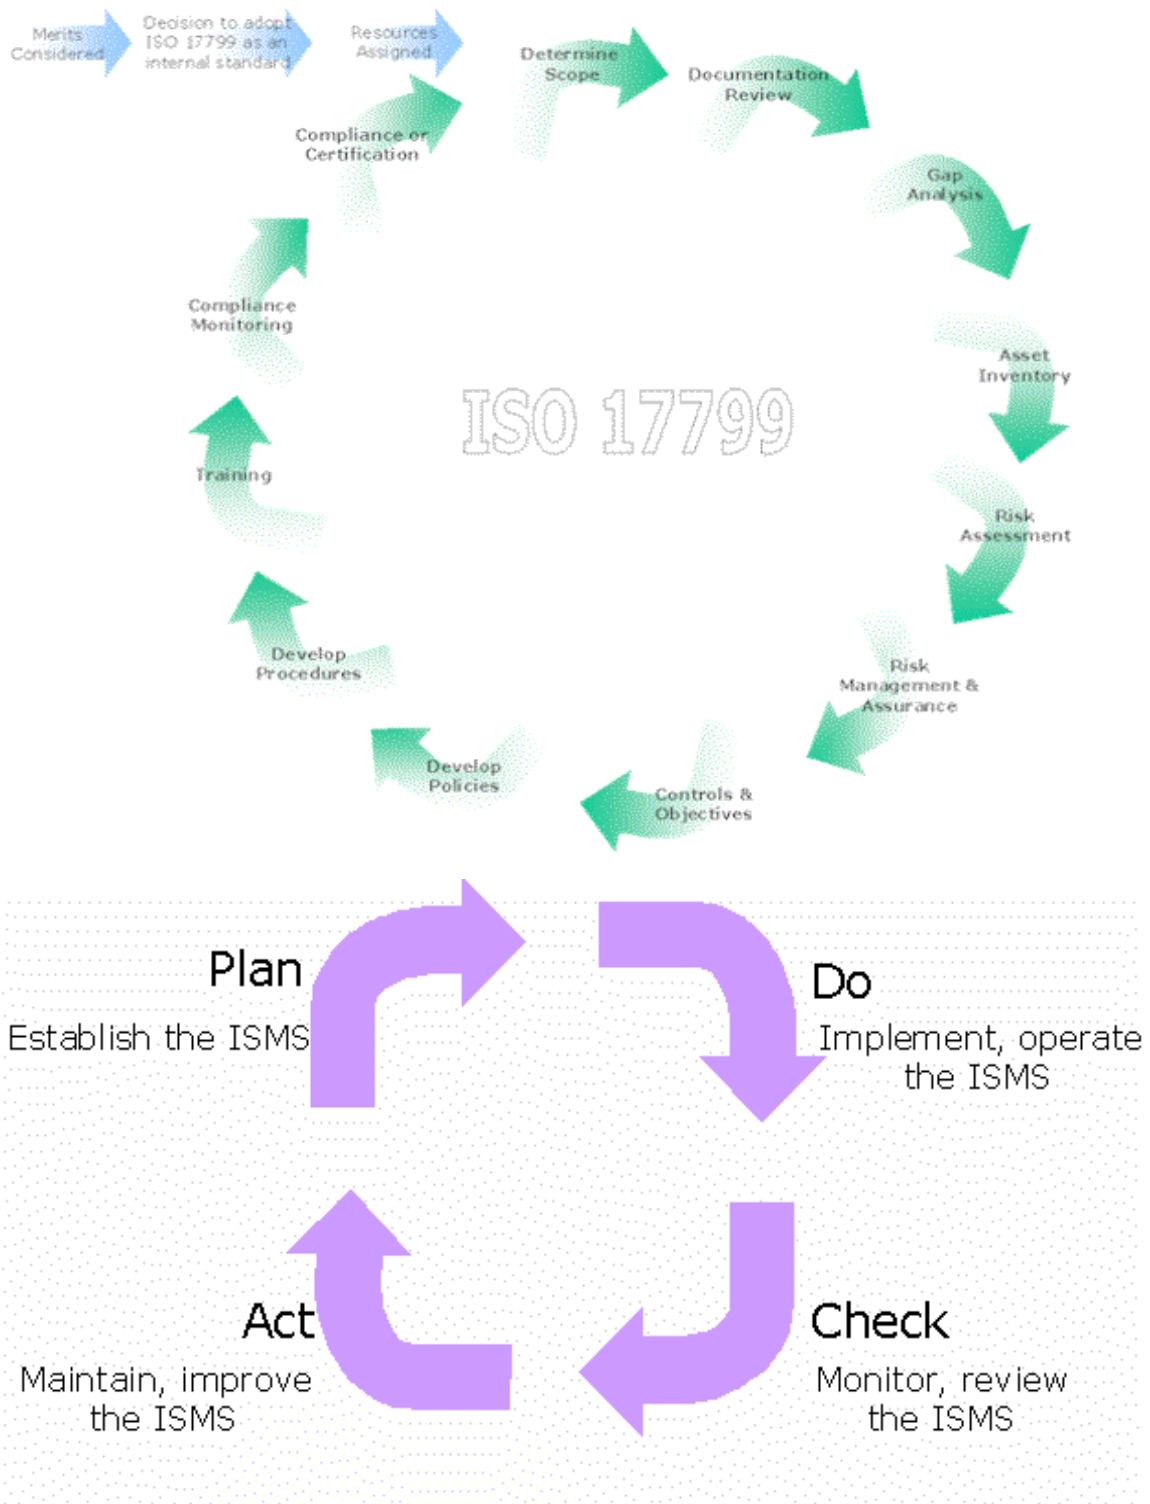 Merits
Considered
Decision to adopt
ISO 17799 as an
internal standard
Resources
Assigned
Determine
Scope
Documentation
Review
Gap
Analysis
Asset
Inventory
Risk
Assessment
Risk
Management &
Assurance
Controls &
Objectives
Develop
Policies
Develop
Procedures
Training
Compliance
Monitoring
Compliance or
Certification
ISO 17799
Plan
Establish the ISMS
Do
Implement, operate
the ISMS
Check
Monitor, review
the ISMS
Act
Maintain, improve
the ISMS